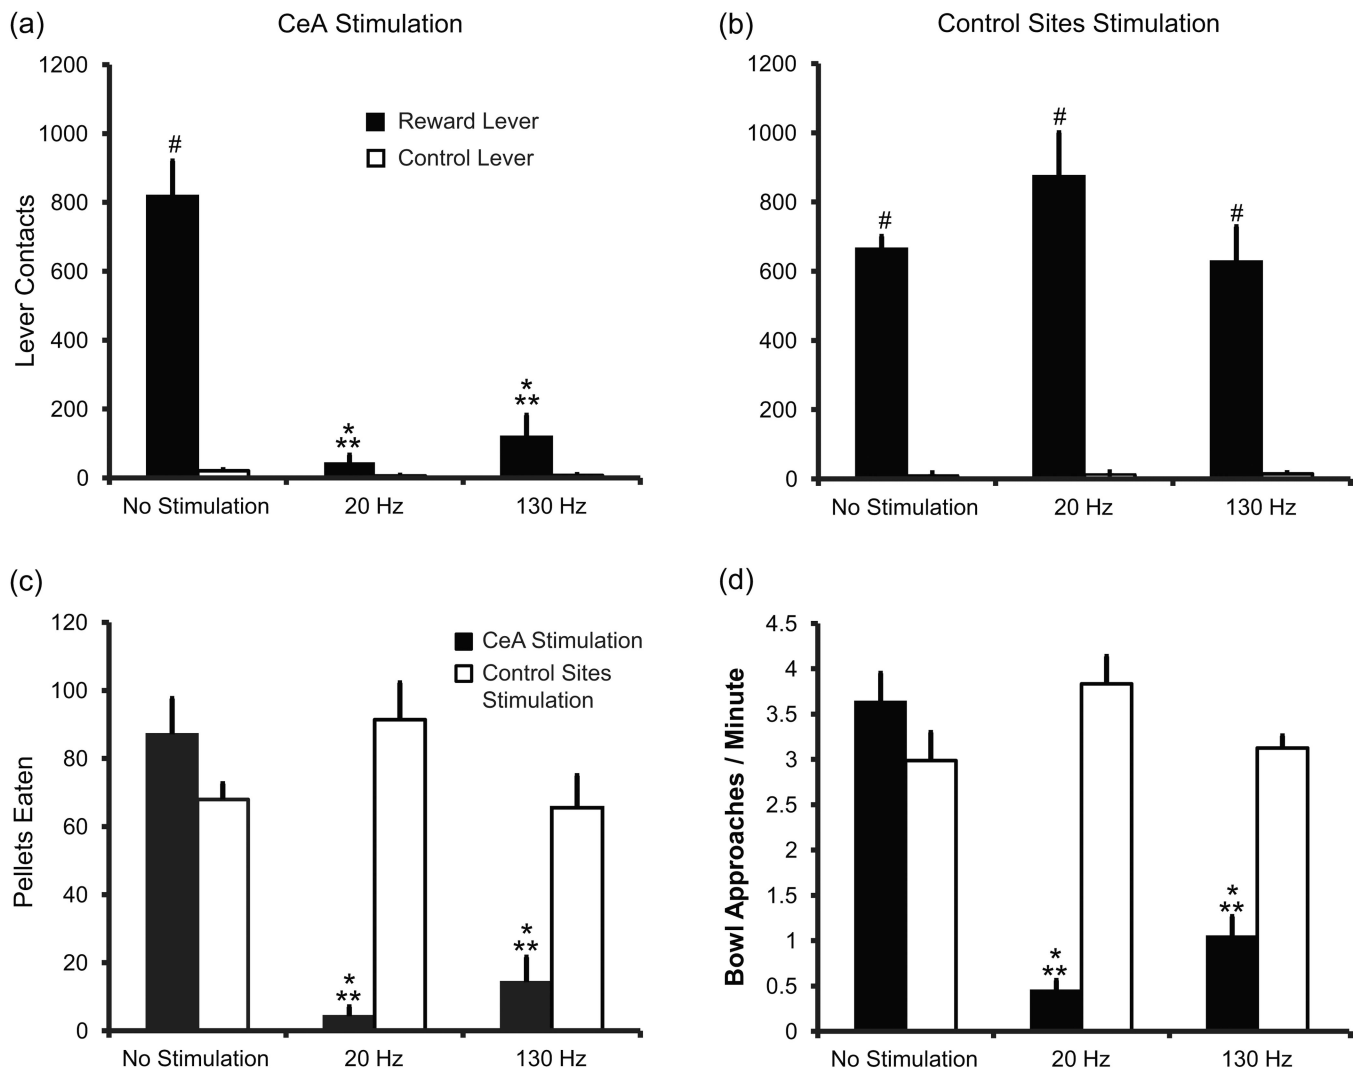 (a)
CeA Stimulation
1200
1000
800
600
400
200
0
Lever Contacts
#
*
**
*
**
Reward Lever
Control Lever
No Stimulation
20 Hz
130 Hz
(b)
Control Sites Stimulation
1200
1000
800
600
400
200
0
#
#
#
No Stimulation
20 Hz
130 Hz
(c)
120
100
80
60
40
20
0
Pellets Eaten
CeA Stimulation
Control Sites
Stimulation
*
**
*
**
No Stimulation
20 Hz
130 Hz
(d)
4.5
4
3.5
3
2.5
2
1.5
1
0.5
0
Bowl Approaches / Minute
*
**
*
**
No Stimulation
20 Hz
130 Hz